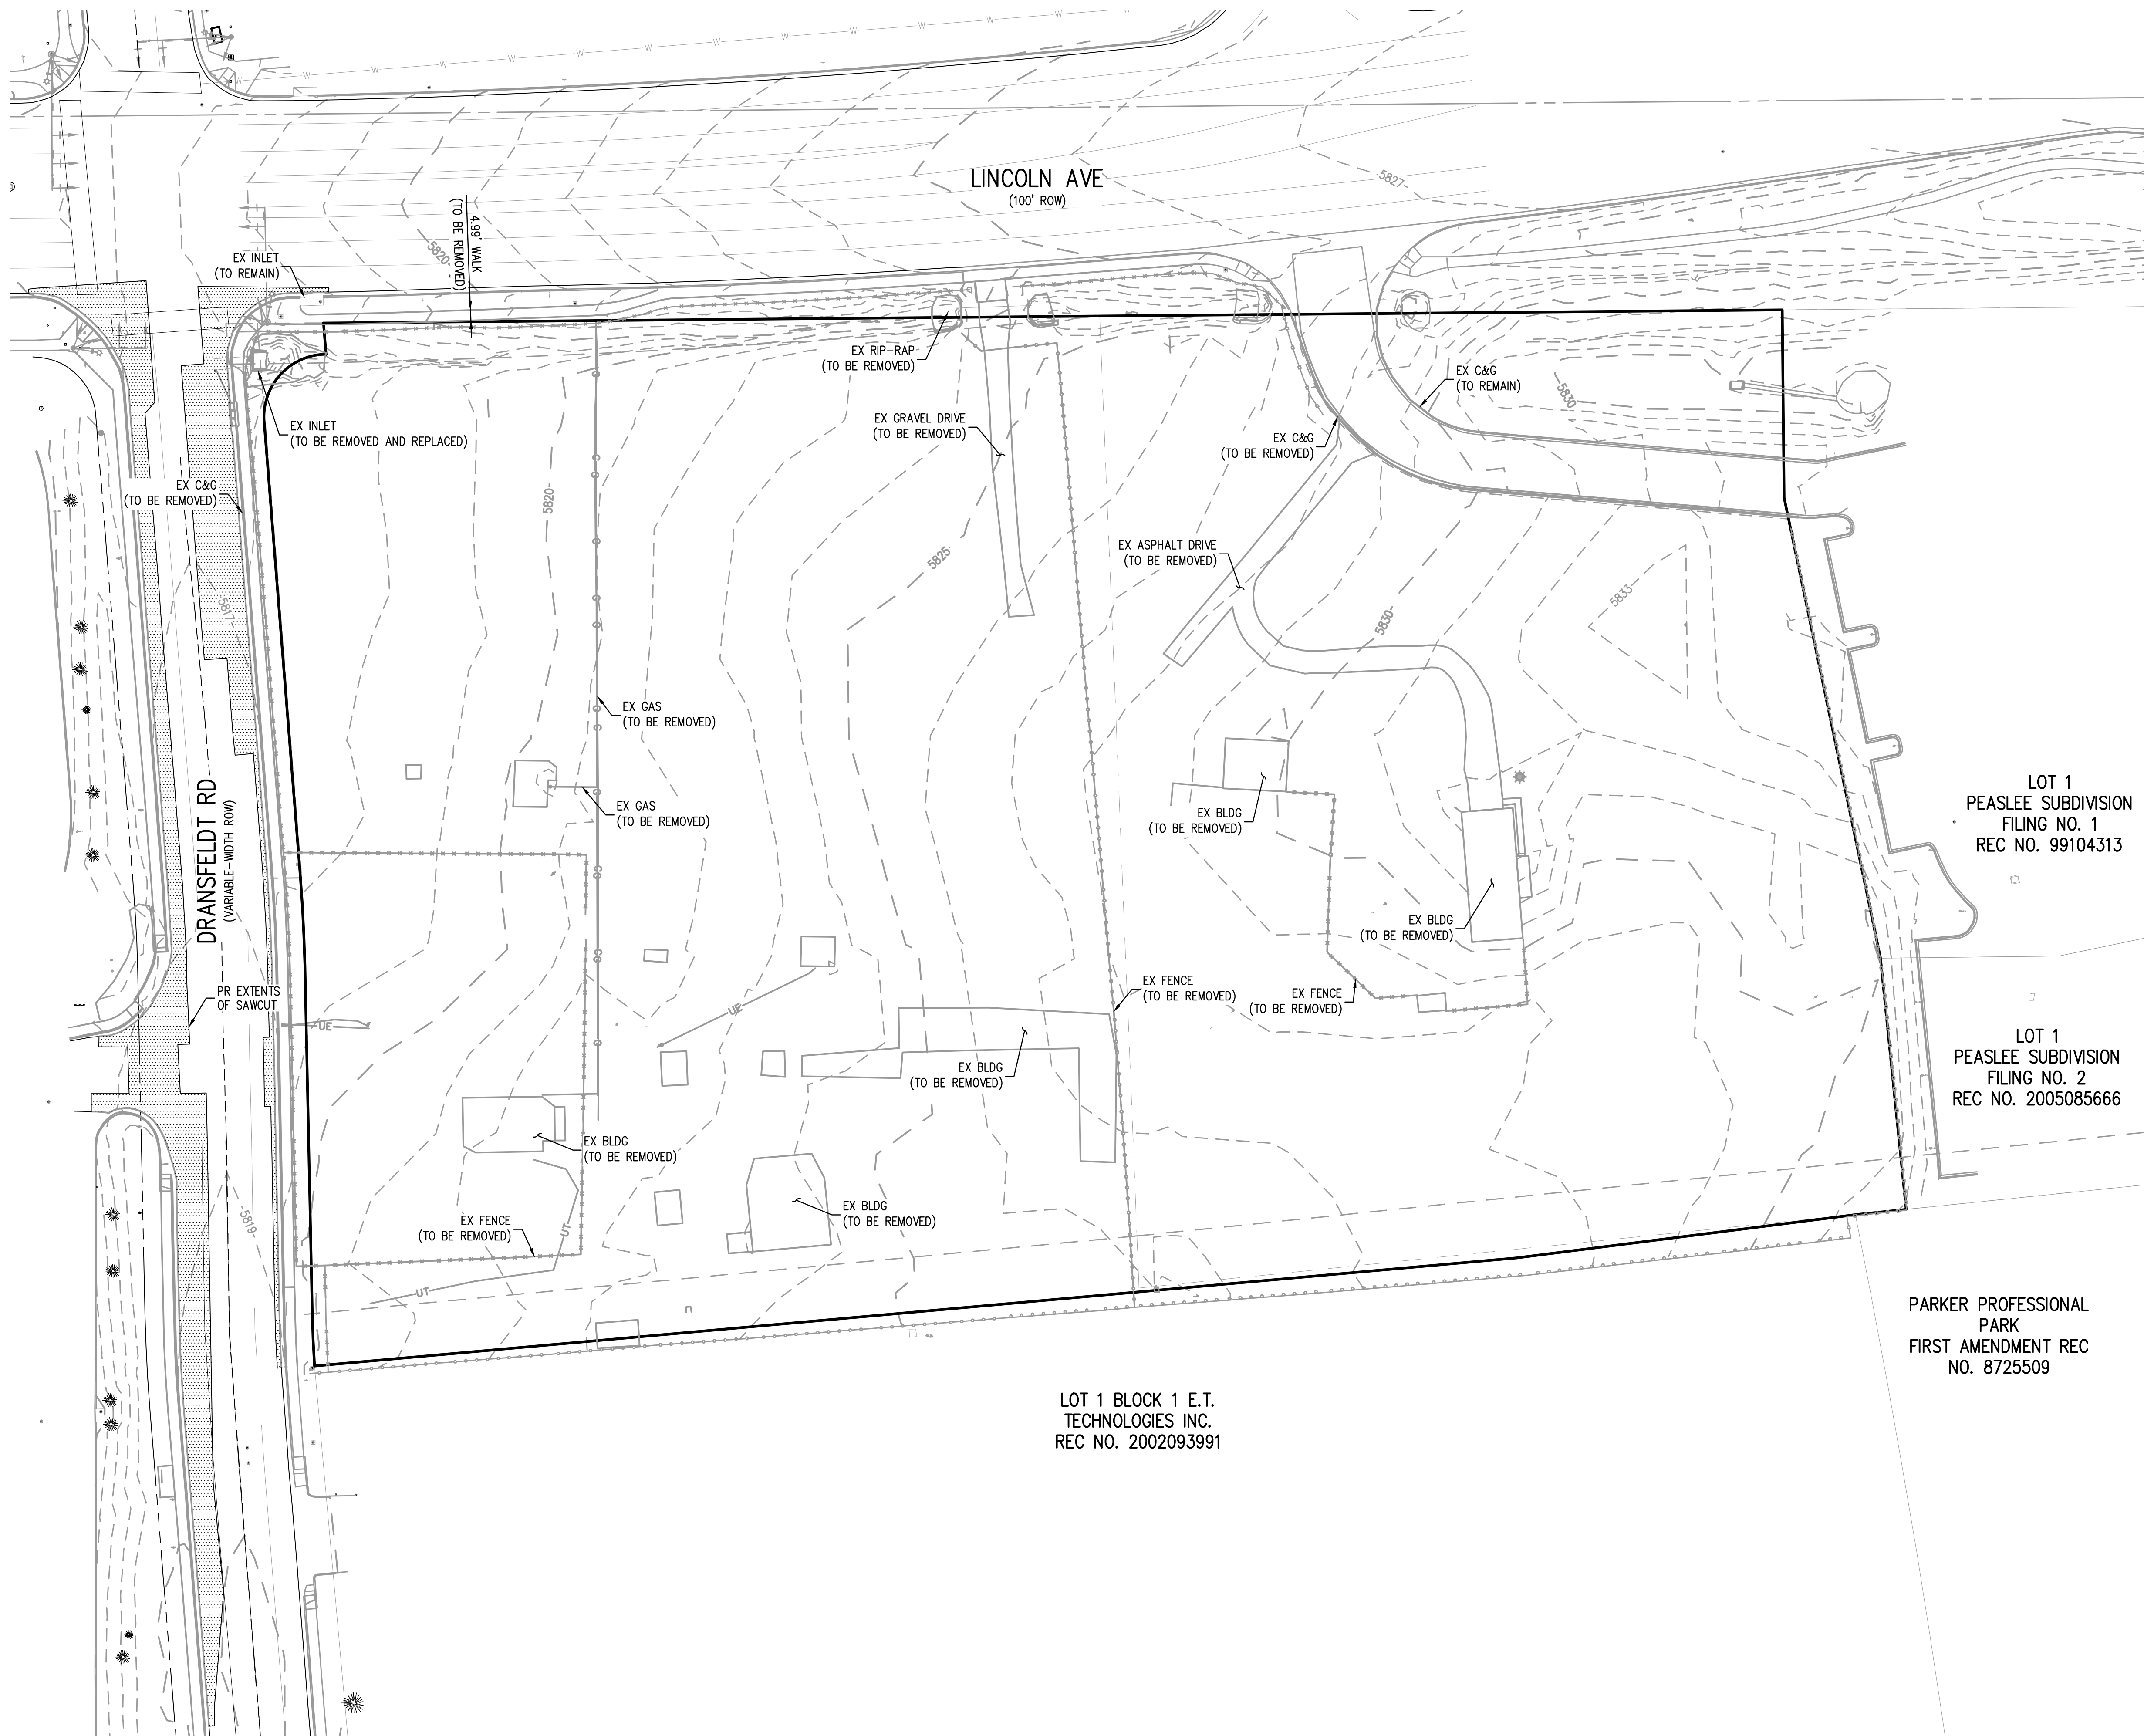 LINCOLN AVE
(100' ROW)
5827
4.99' WALK
(TO BE REMOVED)
5820
EX INLET
(TO REMAIN)
EX RIP-RAP
(TO BE REMOVED)
EX C&G
(TO REMAIN)
5830
EX INLET
(TO BE REMOVED AND REPLACED)
EX GRAVEL DRIVE
(TO BE REMOVED)
EX C&G
(TO BE REMOVED)
EX C&G
(TO BE REMOVED)
5820
5825
EX ASPHALT DRIVE
(TO BE REMOVED)
5817
5833
5830
EX GAS
(TO BE REMOVED)
EX GAS
(TO BE REMOVED)
EX BLDG
(TO BE REMOVED)
LOT 1
PEASLEE SUBDIVISION
FILING NO. 1
REC NO. 99104313
DRANSFELDT RD
(VARIABLE-WIDTH ROW)
EX BLDG
(TO BE REMOVED)
PR EXTENTS
OF SAWCUT
UE
UE
EX FENCE
(TO BE REMOVED)
EX FENCE
(TO BE REMOVED)
EX BLDG
(TO BE REMOVED)
LOT 1
PEASLEE SUBDIVISION
FILING NO. 2
REC NO. 2005085666
EX BLDG
(TO BE REMOVED)
EX BLDG
(TO BE REMOVED)
5819
EX FENCE
(TO BE REMOVED)
UT
UT
PARKER PROFESSIONAL
PARK
FIRST AMENDMENT REC
NO. 8725509
LOT 1 BLOCK 1 E.T.
TECHNOLOGIES INC.
REC NO. 2002093991